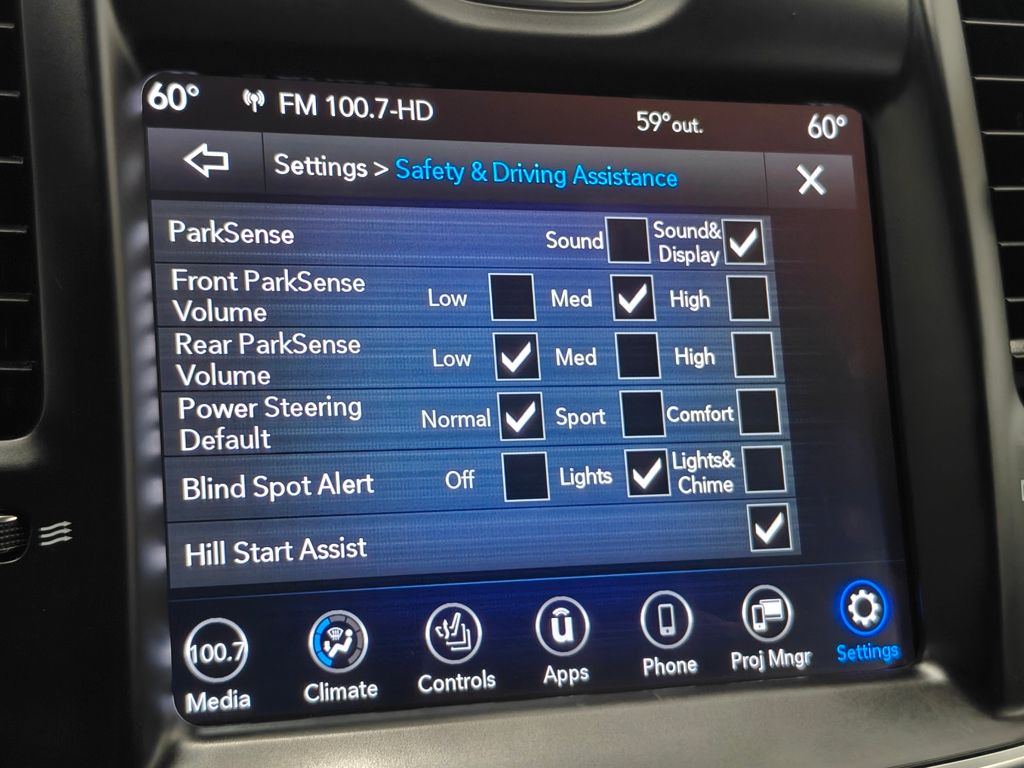 60° FM 100.7-HD 59°out. 60°
Settings > Safety & Driving Assistance
ParkSense Sound Sound&
Display
Front ParkSense
Volume Low Med High
Rear ParkSense
Volume Low Med High
Power Steering
Default Normal Sport Comfort
Blind Spot Alert Off Lights Lights&
Chime
Hill Start Assist
100.7
Media Climate Controls Apps Phone Proj Mngr Settings